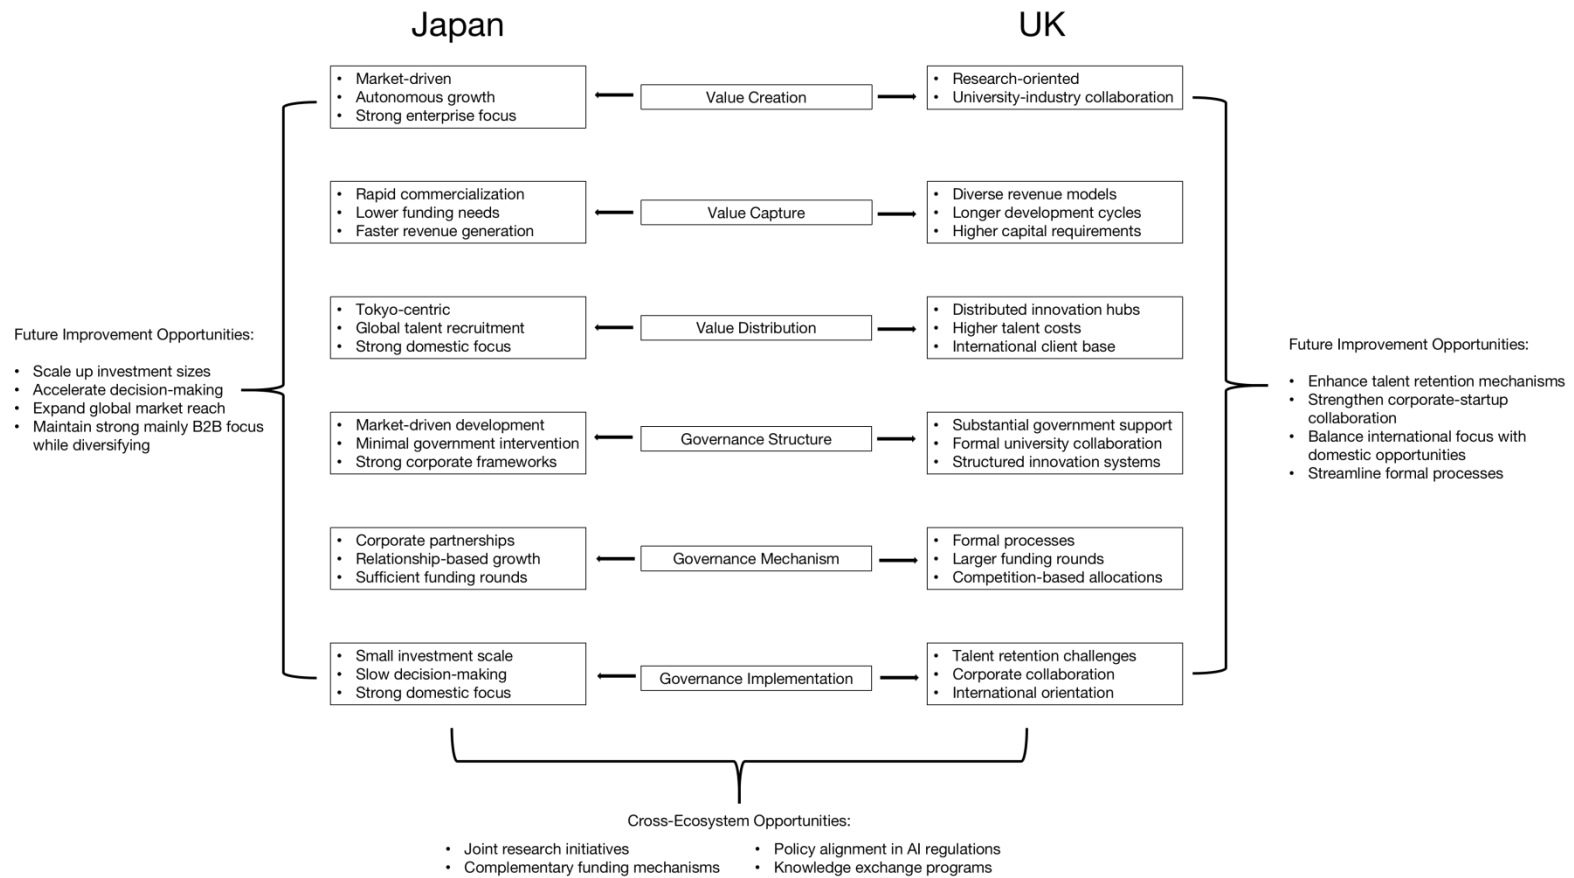 Japan
UK
• Market-driven
• Autonomous growth
• Strong enterprise focus
Value Creation
• Research-oriented
• University-industry collaboration
• Rapid commercialization
• Lower funding needs
• Faster revenue generation
Value Capture
• Diverse revenue models
• Longer development cycles
• Higher capital requirements
• Tokyo-centric
• Global talent recruitment
• Strong domestic focus
Value Distribution
• Distributed innovation hubs
• Higher talent costs
• International client base
Future Improvement Opportunities:
• Scale up investment sizes
• Accelerate decision-making
• Expand global market reach
• Maintain strong mainly B2B focus
while diversifying
Future Improvement Opportunities:
• Enhance talent retention mechanisms
• Strengthen corporate-startup
collaboration
• Balance international focus with
domestic opportunities
• Streamline formal processes
• Market-driven development
• Minimal government intervention
• Strong corporate frameworks
Governance Structure
• Substantial government support
• Formal university collaboration
• Structured innovation systems
• Corporate partnerships
• Relationship-based growth
• Sufficient funding rounds
Governance Mechanism
• Formal processes
• Larger funding rounds
• Competition-based allocations
• Small investment scale
• Slow decision-making
• Strong domestic focus
Governance Implementation
• Talent retention challenges
• Corporate collaboration
• International orientation
Cross-Ecosystem Opportunities:
• Joint research initiatives
• Complementary funding mechanisms
• Policy alignment in AI regulations
• Knowledge exchange programs